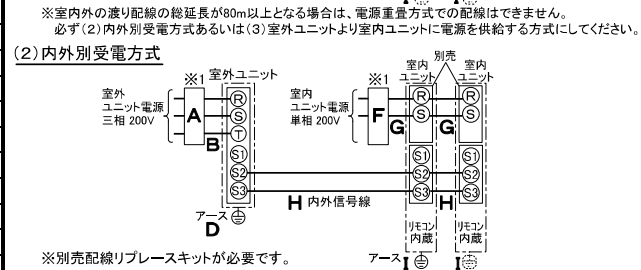 ※室内外の渡り配線の総延長が80m以上となる場合は、電源重畳方式での配線はできません。
必ず(2)内外別受電方式あるいは(3)室外ユニットより室内ユニットに電源を供給する方式にしてください。
(2)内外別受電方式
別売
※1 室外ユニット
※1 室内ユニット 室内ユニット
室外
ユニット電源
三相 200V
A
B
R
S
T
S1
S2
S3
室内
ユニット電源
単相 200V
F
G
G
R
S
S1
S2
S3
R
S
S1
S2
S3
H 内外信号線
H
アース
D
リモコン
内蔵
リモコン
内蔵
アース I I
※別売配線リプレースキットが必要です。